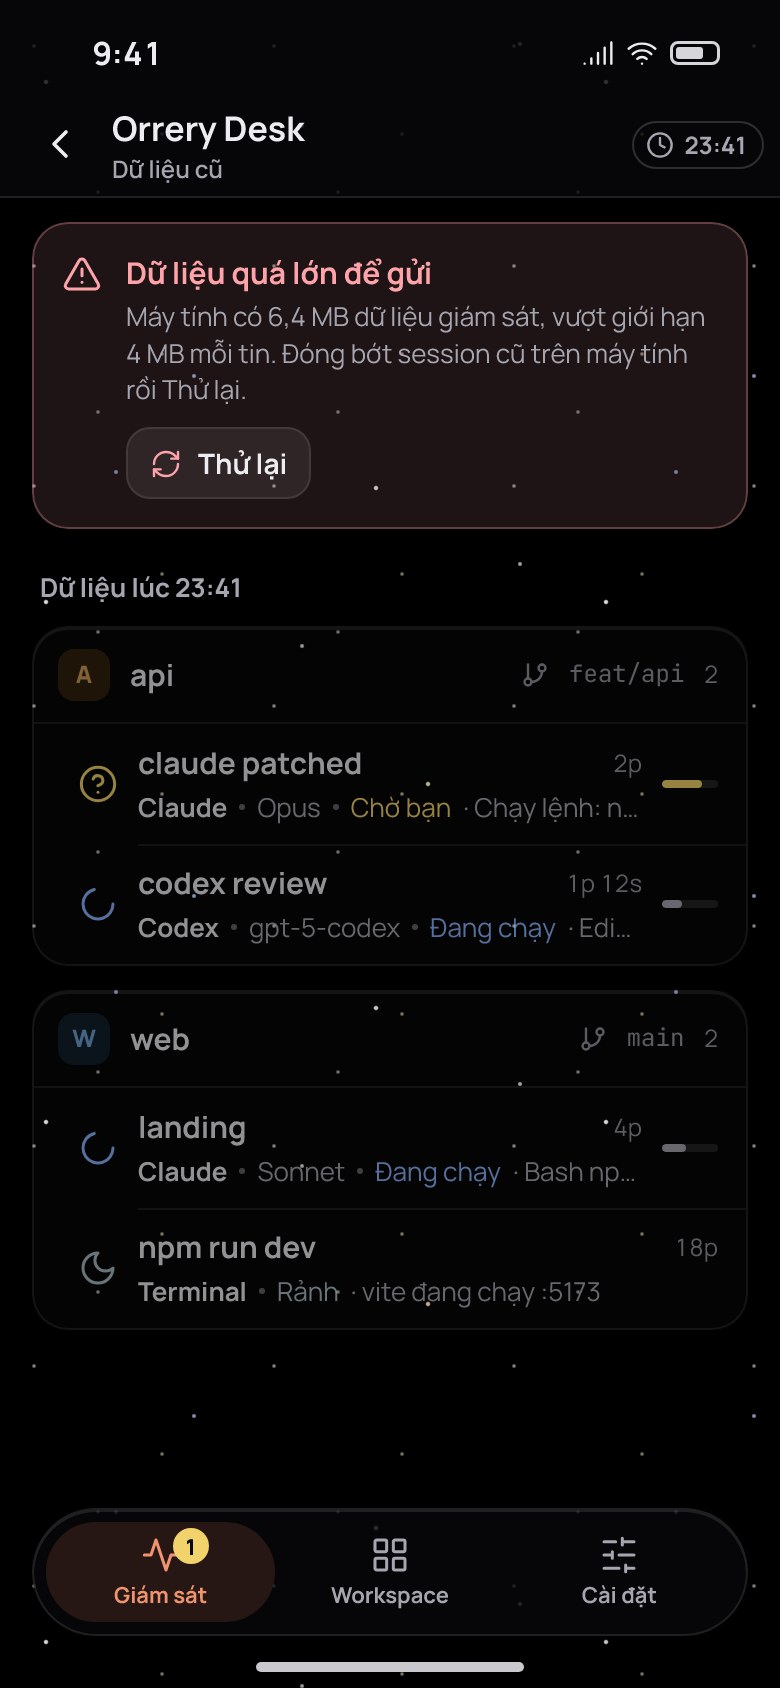 9:41
Orrery Desk
Dữ liệu cũ
23:41
Dữ liệu quá lớn để gửi
Máy tính có 6,4 MB dữ liệu giám sát, vượt giới hạn
4 MB mỗi tin. Đóng bớt session cũ trên máy tính
rồi Thử lại.
Thử lại
Dữ liệu lúc 23:41
A api feat/api 2
claude patched 2p
Claude • Opus • Chờ bạn · Chạy lệnh: n…
codex review 1p 12s
Codex • gpt-5-codex • Đang chạy · Edi…
W web main 2
landing 4p
Claude • Sonnet • Đang chạy · Bash np…
npm run dev 18p
Terminal • Rảnh · vite đang chạy :5173
1
Giám sát Workspace Cài đặt